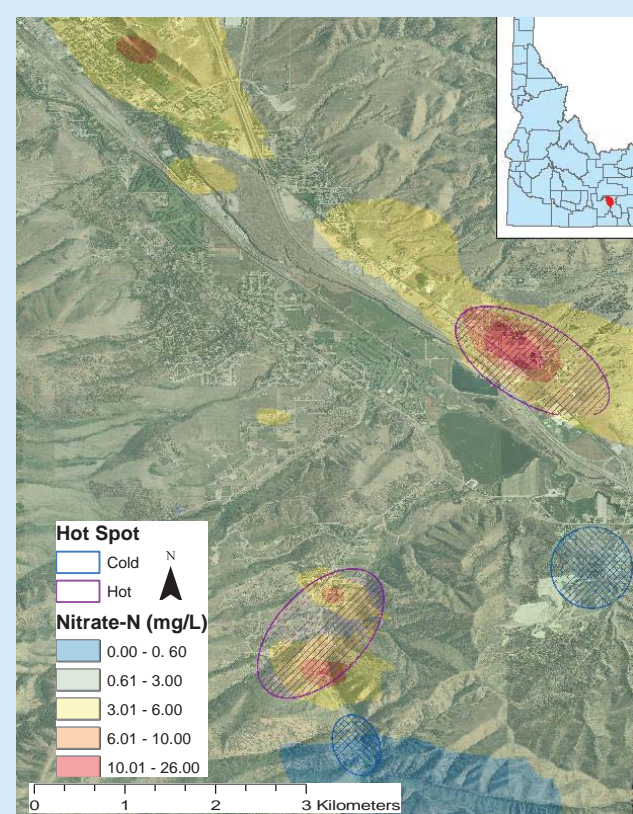 Hot Spot
Cold
Hot
N
Nitrate-N (mg/L)
0.00 - 0. 60
0.61 - 3.00
3.01 - 6.00
6.01 - 10.00
10.01 - 26.00
0 1 2 3 Kilometers